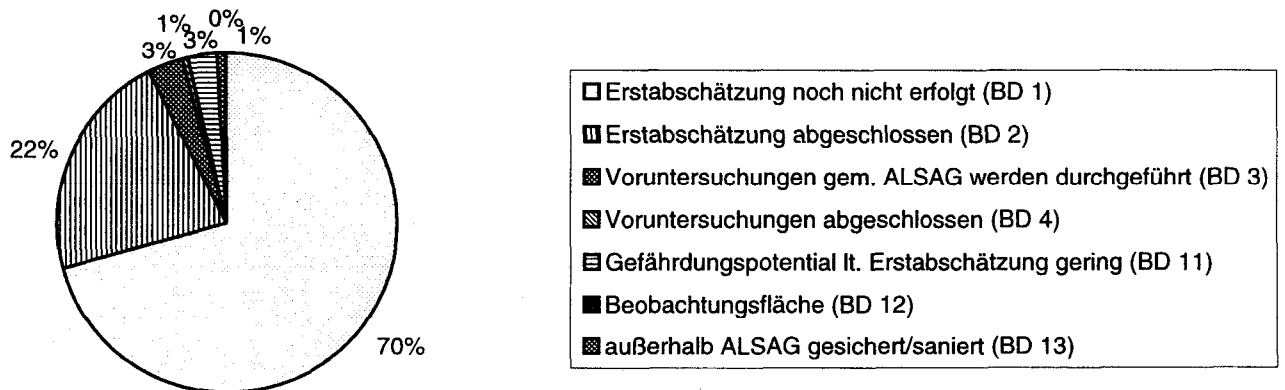 1% 0%
3% 3% 1%
22%
70%
Erstabschätzung noch nicht erfolgt (BD 1)
Erstabschätzung abgeschlossen (BD 2)
Voruntersuchungen gem. ALSAG werden durchgeführt (BD 3)
Voruntersuchungen abgeschlossen (BD 4)
Gefährdungspotential lt. Erstabschätzung gering (BD 11)
Beobachtungsfläche (BD 12)
außerhalb ALSAG gesichert/saniert (BD 13)